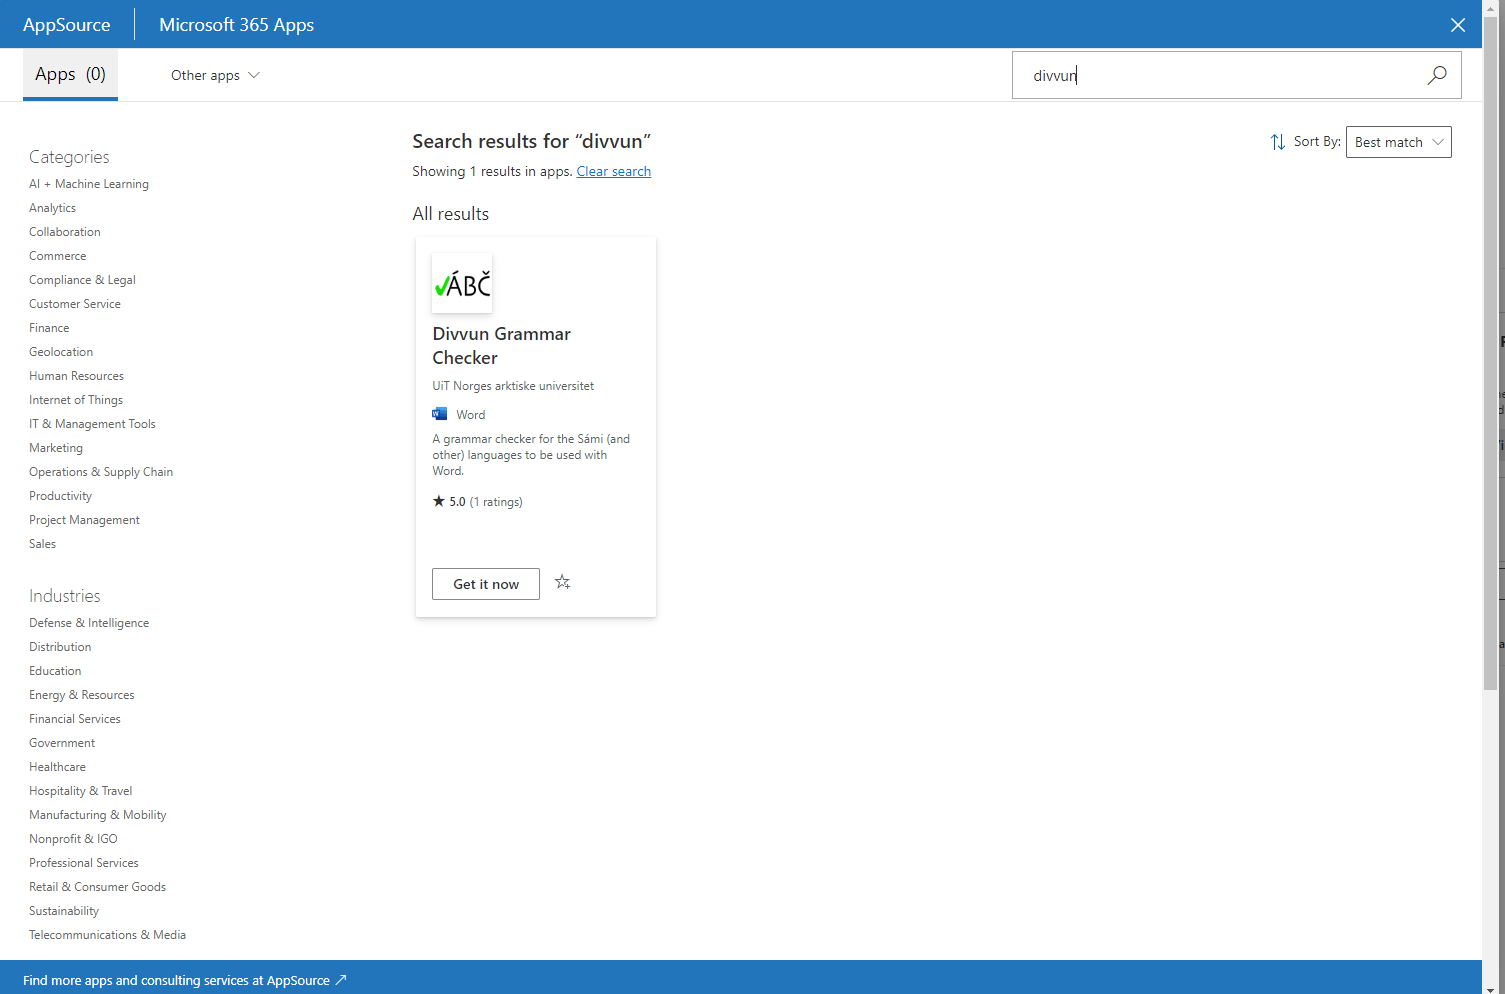 AppSource
Microsoft 365 Apps
Apps (0)
Other apps
divvun
Categories
AI + Machine Learning
Analytics
Collaboration
Commerce
Compliance & Legal
Customer Service
Finance
Geolocation
Human Resources
Internet of Things
IT & Management Tools
Marketing
Operations & Supply Chain
Productivity
Project Management
Sales
Industries
Defense & Intelligence
Distribution
Education
Energy & Resources
Financial Services
Government
Healthcare
Hospitality & Travel
Manufacturing & Mobility
Nonprofit & IGO
Professional Services
Retail & Consumer Goods
Sustainability
Telecommunications & Media
Search results for “divvun”
Showing 1 results in apps. Clear search
Sort By: Best match
All results
ÁBČ
Divvun Grammar
Checker
UiT Norges arktiske universitet
Word
A grammar checker for the Sámi (and
other) languages to be used with
Word.
5.0 (1 ratings)
Get it now
Find more apps and consulting services at AppSource